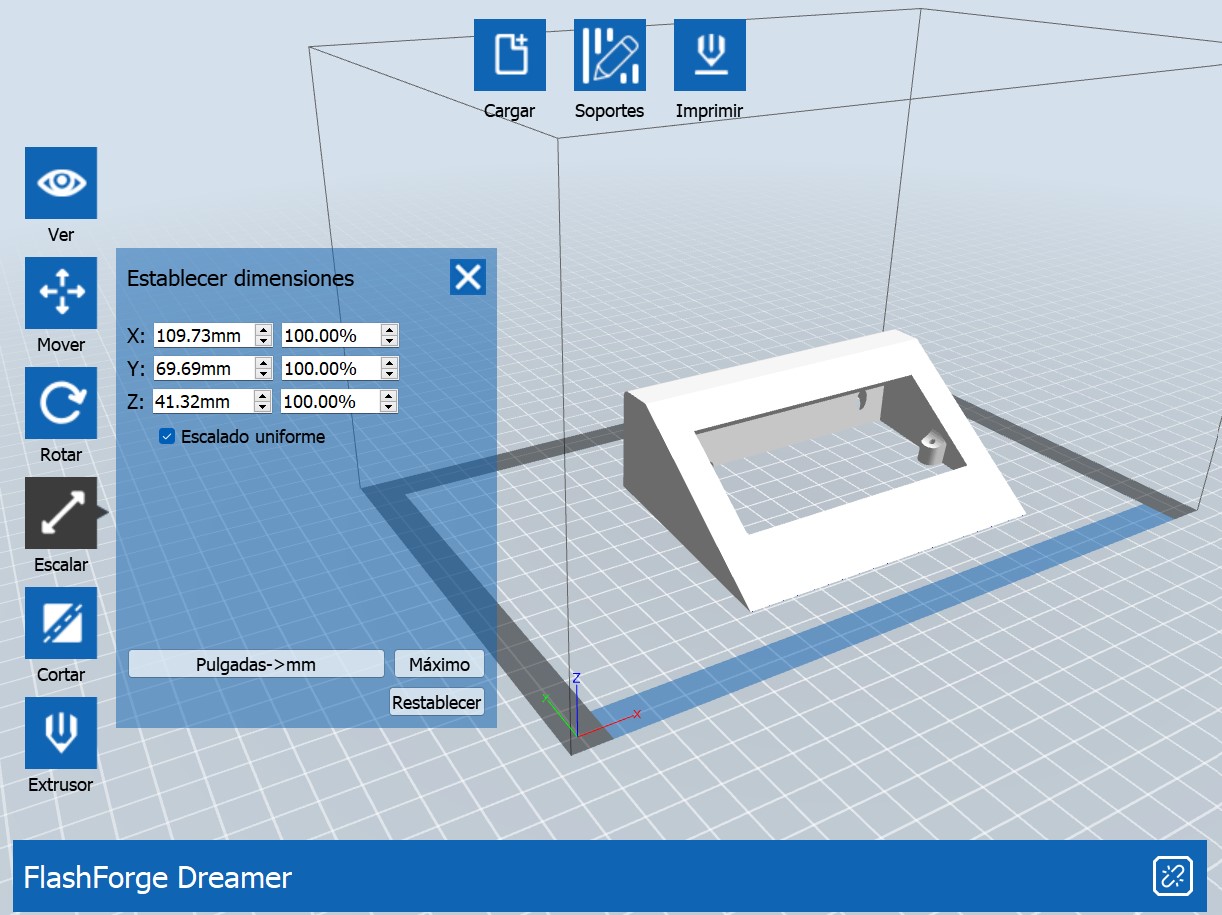 Cargar
Soportes
Imprimir
Ver
Mover
Rotar
Escalar
Cortar
Extrusor
Establecer dimensiones
X: 109.73mm 100.00%
Y: 69.69mm 100.00%
Z: 41.32mm 100.00%
Escalado uniforme
Pulgadas->mm Máximo
Restablecer
Z
Y
X
FlashForge Dreamer